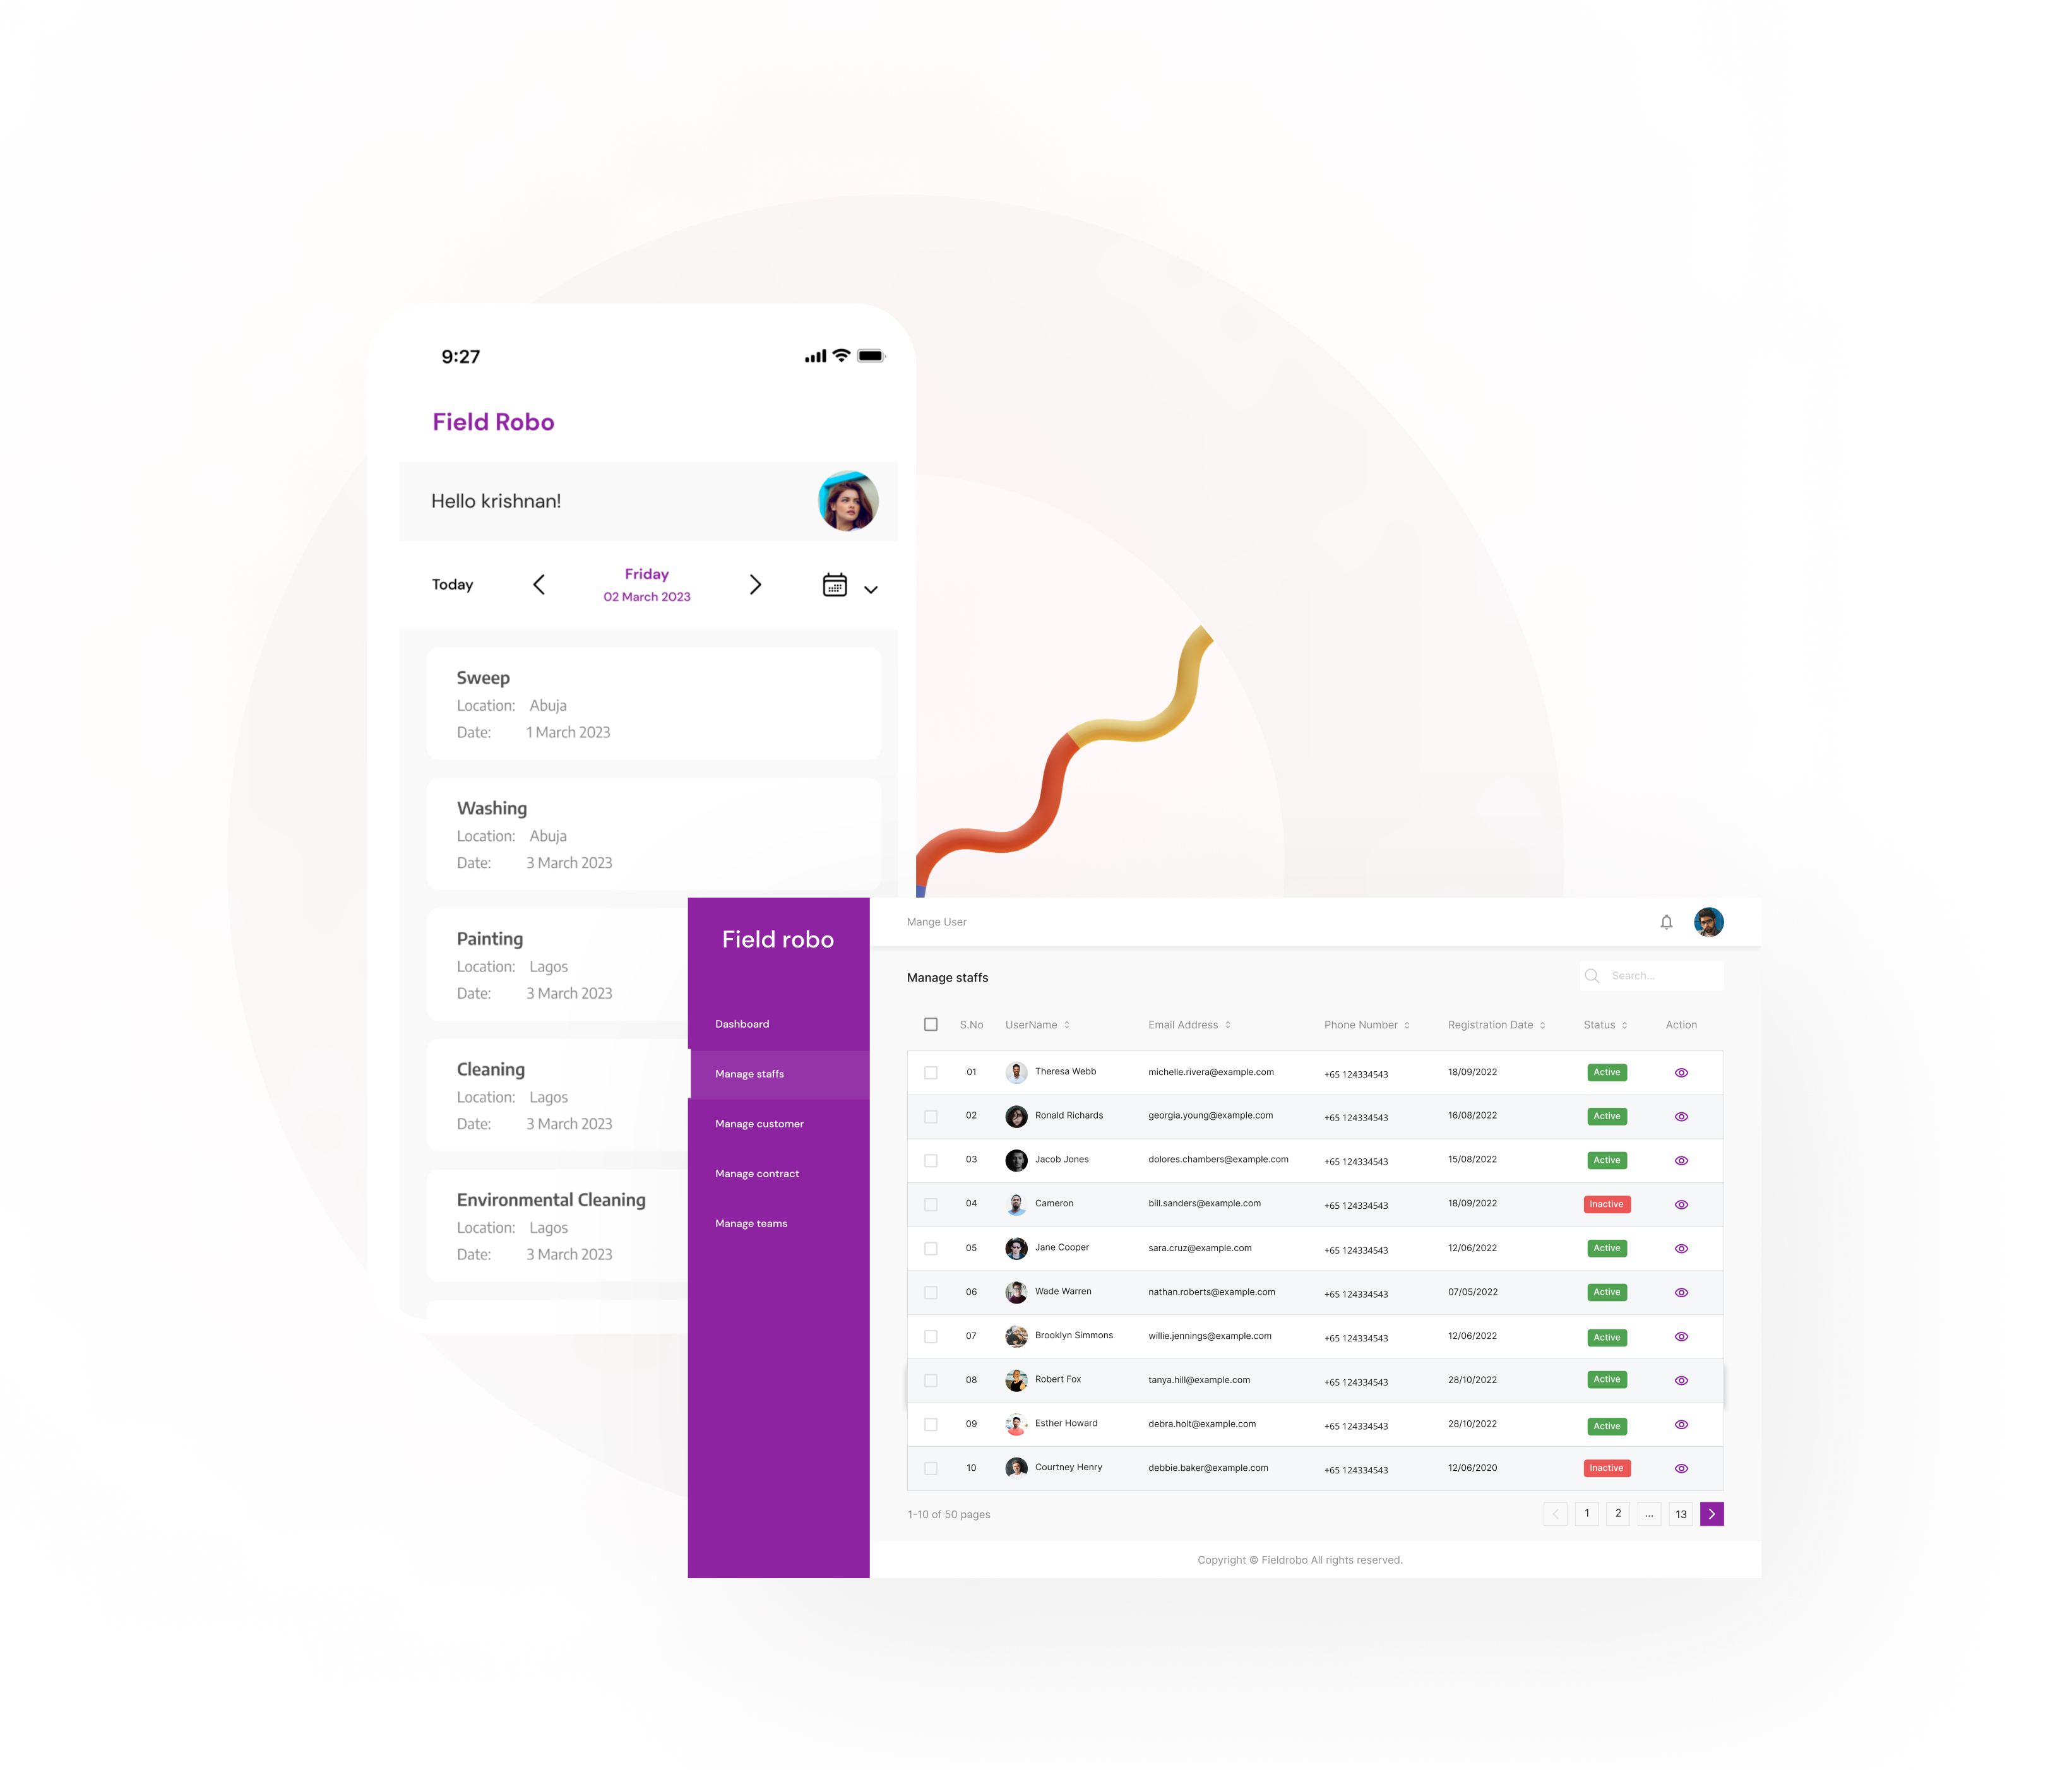 9:27
Field Robo
Hello krishnan!
Today
Friday
02 March 2023
Sweep
Location: Abuja
Date: 1 March 2023
Washing
Location: Abuja
Date: 3 March 2023
Painting
Location: Lagos
Date: 3 March 2023
Cleaning
Location: Lagos
Date: 3 March 2023
Environmental Cleaning
Location: Lagos
Date: 3 March 2023
Field robo
Dashboard
Manage staffs
Manage customer
Manage contract
Manage teams
Mange User
Manage staffs
Search...
S.No UserName Email Address Phone Number Registration Date Status Action
01 Theresa Webb michelle.rivera@example.com +65 124334543 18/09/2022 Active
02 Ronald Richards georgia.young@example.com +65 124334543 16/08/2022 Active
03 Jacob Jones dolores.chambers@example.com +65 124334543 15/08/2022 Active
04 Cameron bill.sanders@example.com +65 124334543 18/09/2022 Inactive
05 Jane Cooper sara.cruz@example.com +65 124334543 12/06/2022 Active
06 Wade Warren nathan.roberts@example.com +65 124334543 07/05/2022 Active
07 Brooklyn Simmons willie.jennings@example.com +65 124334543 12/06/2022 Active
08 Robert Fox tanya.hill@example.com +65 124334543 28/10/2022 Active
09 Esther Howard debra.holt@example.com +65 124334543 28/10/2022 Active
10 Courtney Henry debbie.baker@example.com +65 124334543 12/06/2020 Inactive
1-10 of 50 pages
1 2 ... 13
Copyright © Fieldrobo All rights reserved.